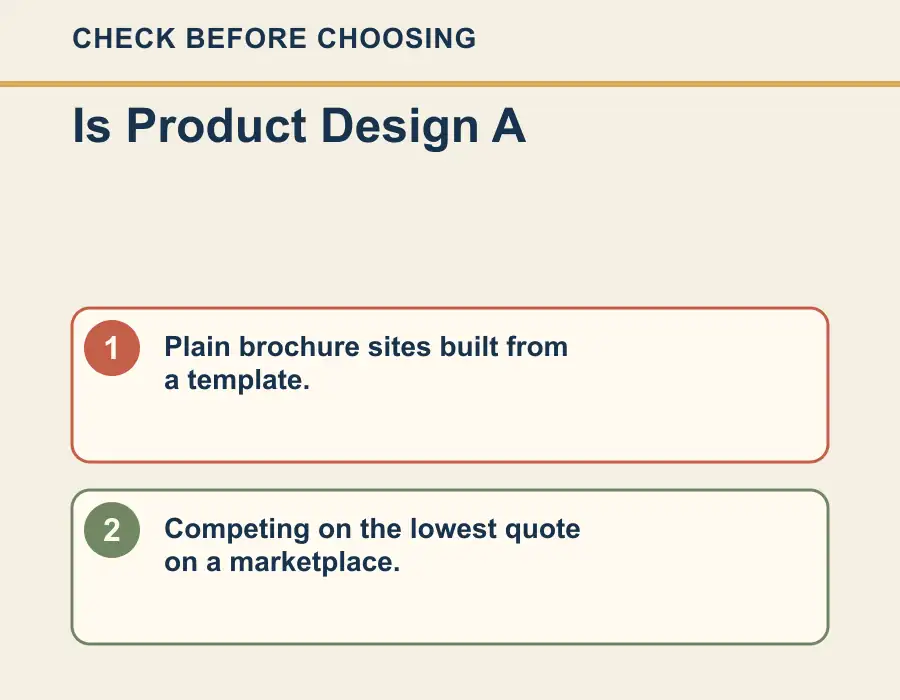 CHECK BEFORE CHOOSING
Is Product Design A
1
Plain brochure sites built from
a template.
2
Competing on the lowest quote
on a marketplace.